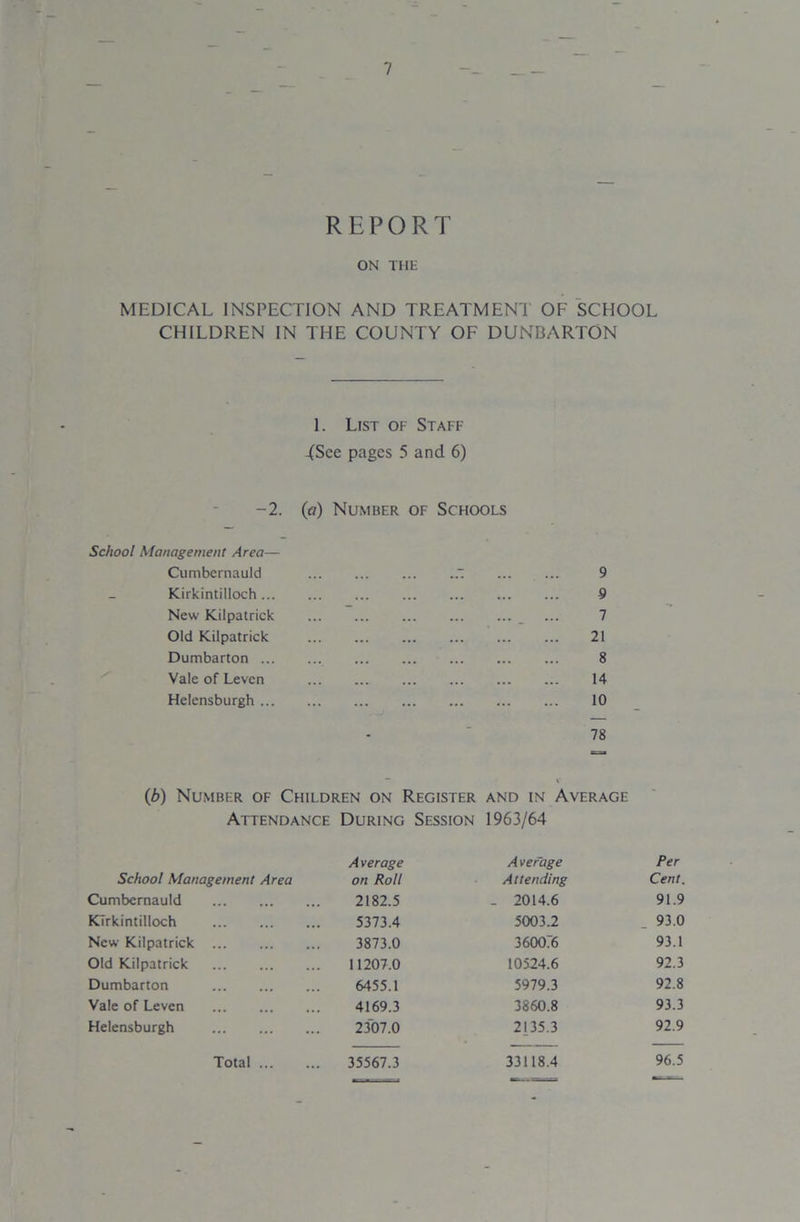 7
REPORT
ON THE
MEDICAL INSPECTION AND TREATMENT OF SCHOOL
CHILDREN IN THE COUNTY OF DUNBARTON
1. List of Staff
(See pages 5 and 6)
2. (a) Number of Schools
School Management Area—
Cumbernauld ... ... ... ... ... ... 9
Kirkintilloch ... ... ... ... ... ... ... 9
New Kilpatrick ... ... ... ... ... ... 7
Old Kilpatrick ... ... ... ... ... ... 21
Dumbarton ... ... ... ... ... ... ... 8
Vale of Leven ... ... ... ... ... ... 14
Helensburgh ... ... ... ... ... ... ... 10
78
(b) Number of Children on Register and in Average
Attendance During Session 1963/64
Average Average Per
School Management Area on Roll Attending Cent.
Cumbernauld ... ... ... 2182.5 2014.6 91.9
Kirkintilloch ... ... ... 5373.4 5003.2 93.0
New Kilpatrick ... ... ... 3873.0 3600.6 93.1
Old Kilpatrick ... ... ... 11207.0 10524.6 92.3
Dumbarton ... ... ... 6455.1 5979.3 92.8
Vale of Leven ... ... ... 4169.3 3860.8 93.3
Helensburgh ... ... ... 2307.0 2135.3 92.9
Total ... ... 35567.3 33118.4 96.5